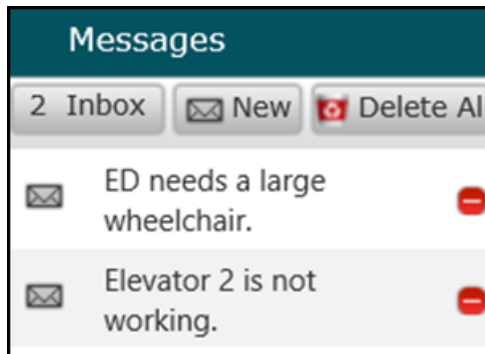 Messages
2 Inbox New Delete Al
ED needs a large
wheelchair.
Elevator 2 is not
working.